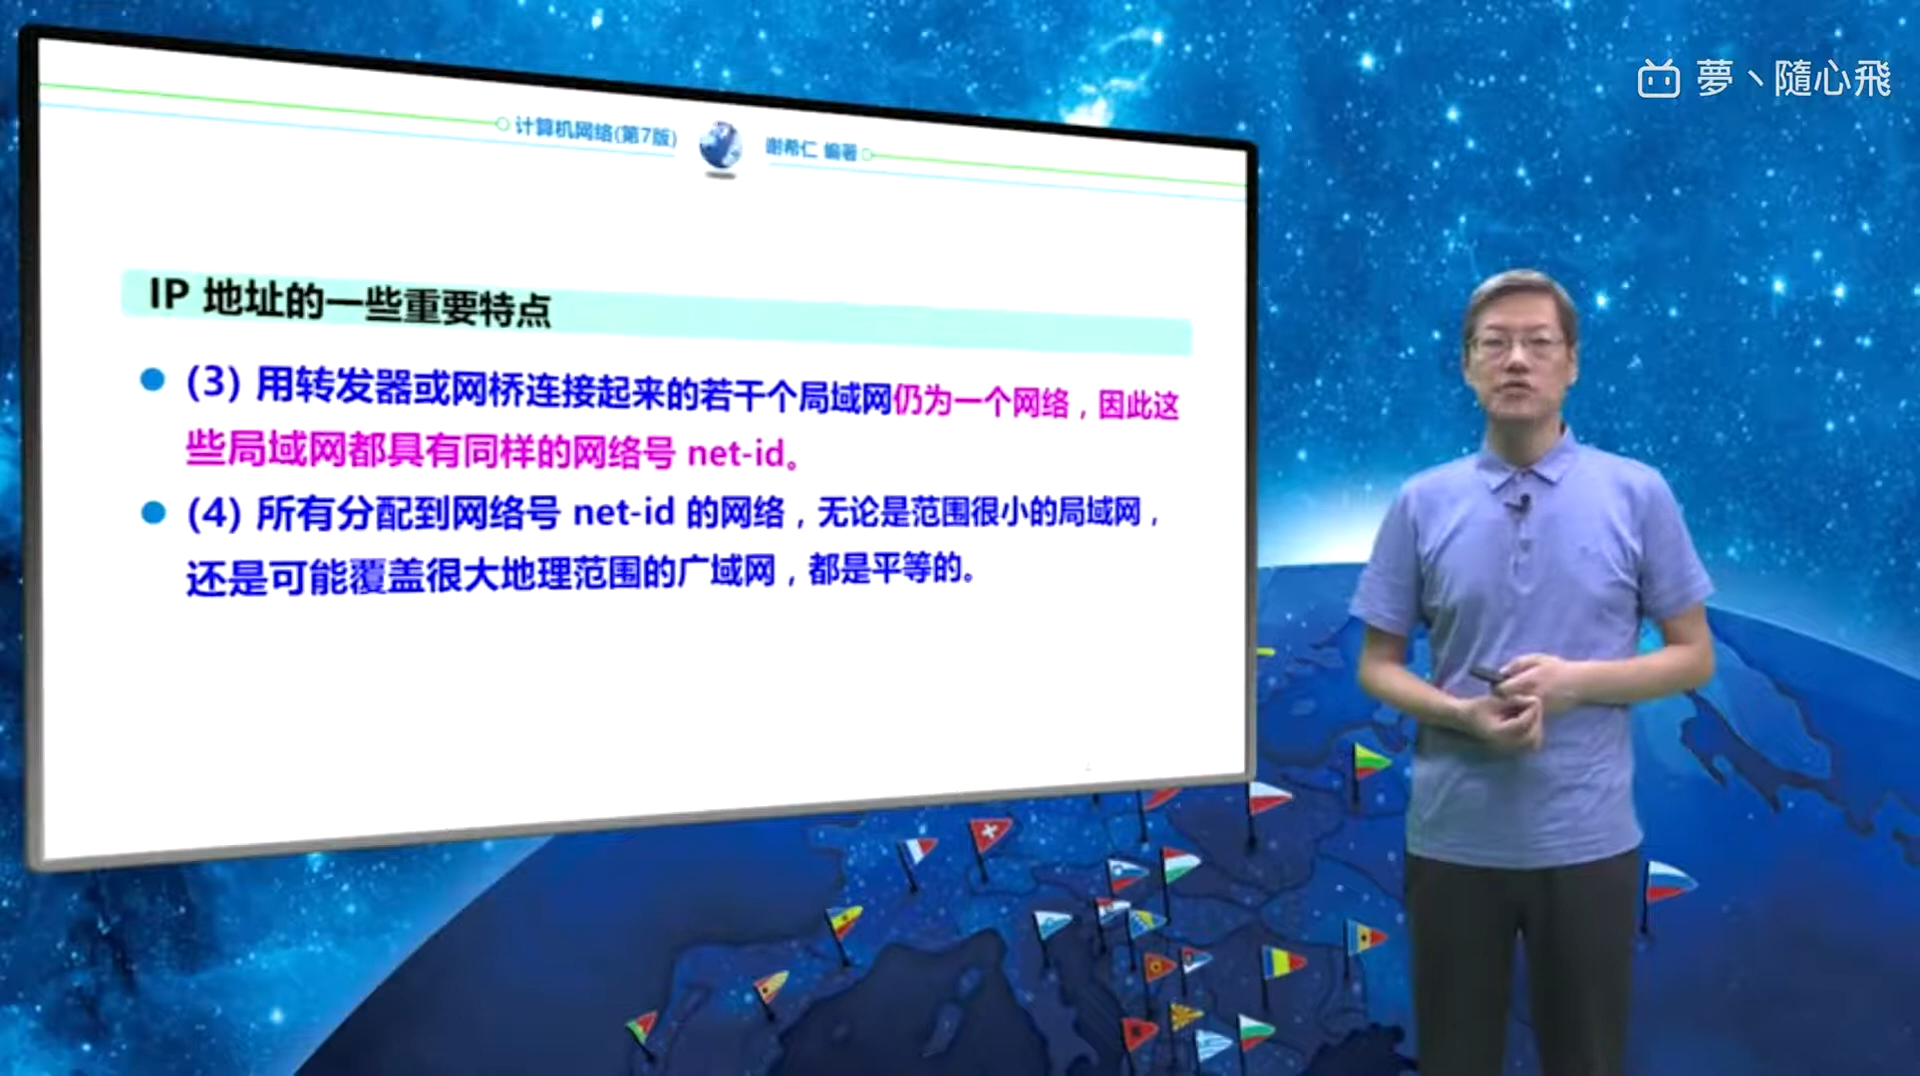 夢丶隨心飛
计算机网络(第7版)
谢希仁 编著
IP 地址的一些重要特点
(3) 用转发器或网桥连接起来的若干个局域网仍为一个网络，因此这
些局域网都具有同样的网络号 net-id。
(4) 所有分配到网络号 net-id 的网络，无论是范围很小的局域网，
还是可能覆盖很大地理范围的广域网，都是平等的。